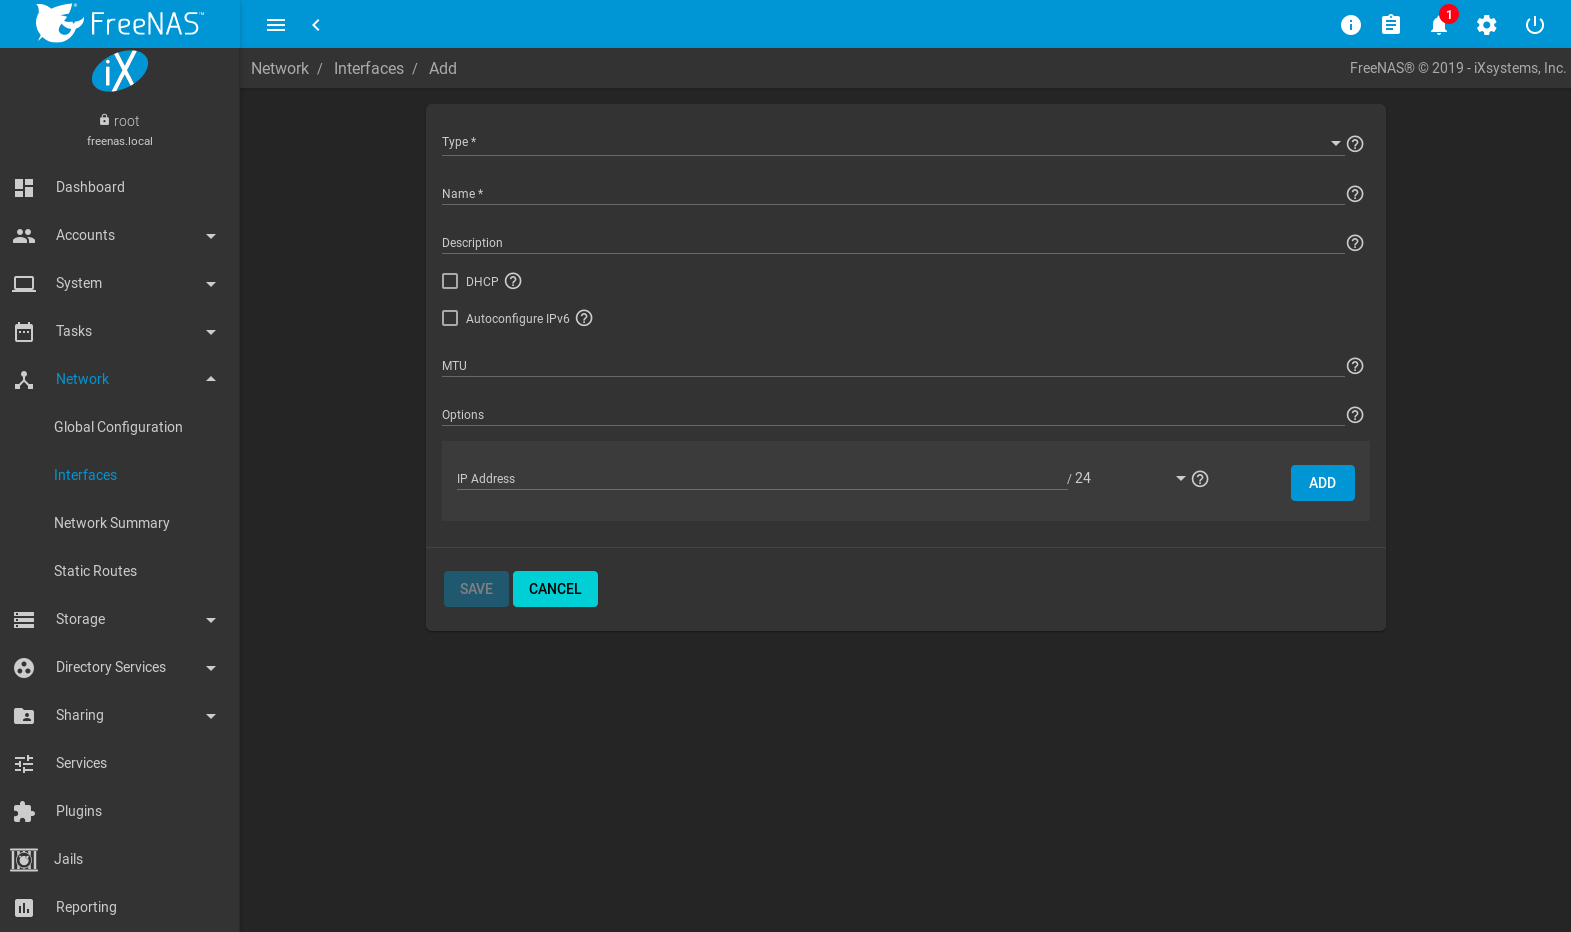 FreeNAS™
1
iX
root
freenas.local
Network / Interfaces / Add
FreeNAS® © 2019 - iXsystems, Inc.
Dashboard
Accounts
System
Tasks
Network
Global Configuration
Interfaces
Network Summary
Static Routes
Storage
Directory Services
Sharing
Services
Plugins
Jails
Reporting
Type *
Name *
Description
DHCP
Autoconfigure IPv6
MTU
Options
IP Address / 24 ADD
SAVE CANCEL